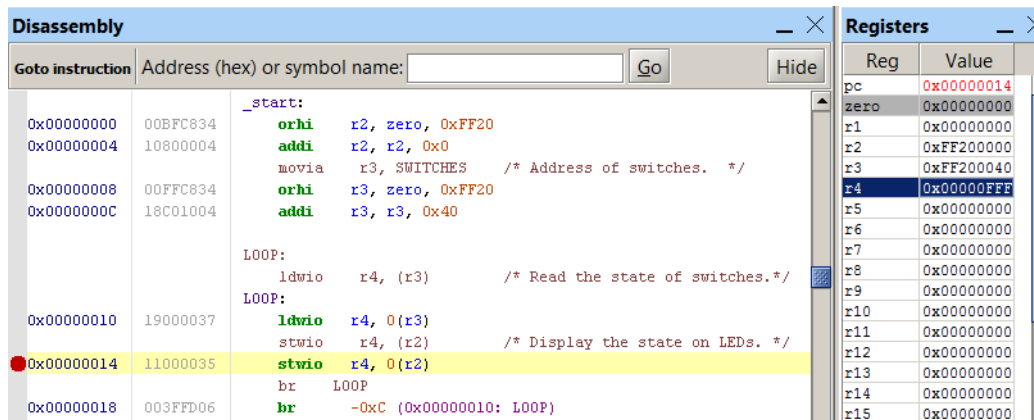 Disassembly
Goto instruction Address (hex) or symbol name: Go Hide
_start:
0x00000000 00BFC834 orhi r2, zero, 0xFF20
0x00000004 10800004 addi r2, r2, 0x0
movia r3, SWITCHES /* Address of switches. */
0x00000008 00FFC834 orhi r3, zero, 0xFF20
0x0000000C 18C01004 addi r3, r3, 0x40
LOOP:
ldwio r4, (r3) /* Read the state of switches.*/
LOOP:
0x00000010 19000037 ldwio r4, 0(r3)
stwio r4, (r2) /* Display the state on LEDs. */
0x00000014 11000035 stwio r4, 0(r2)
br LOOP
0x00000018 003FFD06 br -0xC (0x00000010: LOOP)
Registers
Reg Value
pc 0x00000014
zero 0x00000000
r1 0x00000000
r2 0xFF200000
r3 0xFF200040
r4 0x00000FFF
r5 0x00000000
r6 0x00000000
r7 0x00000000
r8 0x00000000
r9 0x00000000
r10 0x00000000
r11 0x00000000
r12 0x00000000
r13 0x00000000
r14 0x00000000
r15 0x00000000